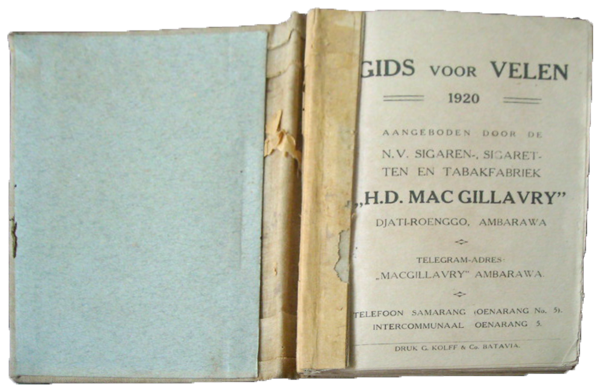 GIDS VOOR VELEN
1920
AANGEBODEN DOOR DE
N.V. SIGAREN-, SIGARET-
TEN EN TABAKFABRIEK
„H.D. MAC GILLAVRY”
DJATI-ROENGGO, AMBARAWA
TELEGRAM-ADRES
„MACGILLAVRY” AMBARAWA.
TELEFOON SAMARANG (OENARANG No. 5).
INTERCOMMUNAAL OENARANG 5.
DRUK G. KOLFF & Co. BATAVIA.